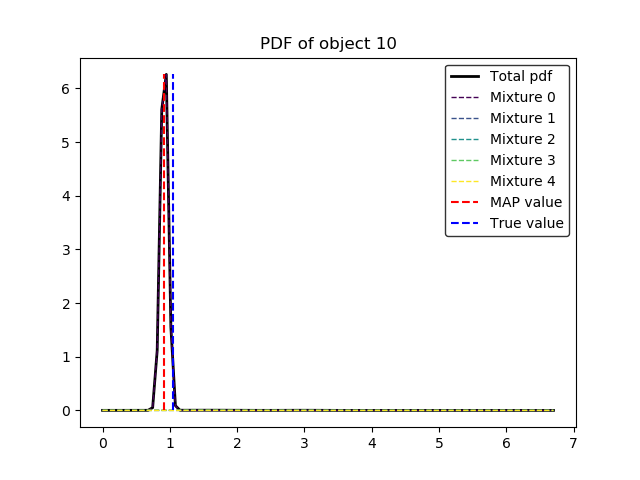 PDF of object 10
Total pdf
Mixture 0
Mixture 1
Mixture 2
Mixture 3
Mixture 4
MAP value
True value
6
5
4
3
2
1
0
0 1 2 3 4 5 6 7